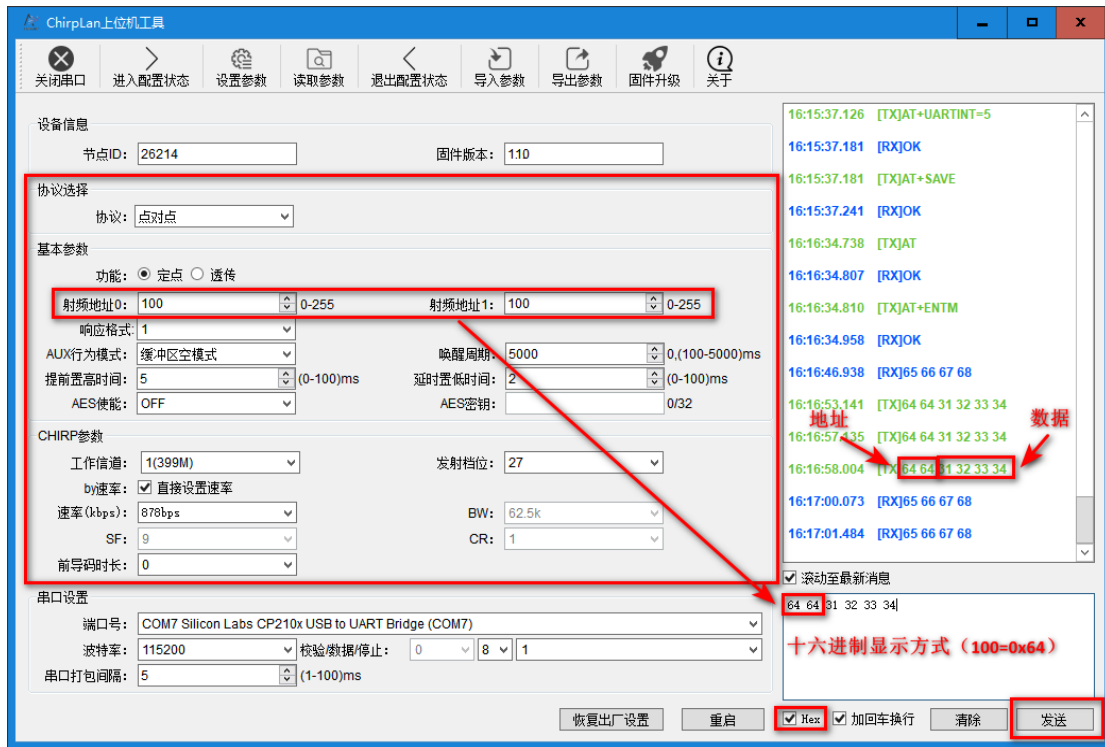 ChirpLan上位机工具
关闭串口 进入配置状态 设置参数 读取参数 退出配置状态 导入参数 导出参数 固件升级 关于
设备信息
节点ID: 26214 固件版本: 1.10
协议选择
协议: 点对点
基本参数
功能: 定点 透传
射频地址0: 100 0-255 射频地址1: 100 0-255
响应格式: 1
AUX行为模式: 缓冲区空模式 唤醒周期: 5000 0,(100-5000)ms
提前置高时间: 5 (0-100)ms 延时置低时间: 2 (0-100)ms
AES使能: OFF AES密钥: 0/32
CHIRP参数
工作信道: 1(399M) 发射档位: 27
by速率: 直接设置速率
速率(kbps): 878bps BW: 62.5k
SF: 9 CR: 1
前导码时长: 0
串口设置
端口号: COM7 Silicon Labs CP210x USB to UART Bridge (COM7)
波特率: 115200 校验/数据/停止: 0 8 1
串口打包间隔: 5 (1-100)ms
恢复出厂设置 重启
16:15:37.126 [TX]AT+UARTINT=5
16:15:37.181 [RX]OK
16:15:37.181 [TX]AT+SAVE
16:15:37.241 [RX]OK
16:16:34.738 [TX]AT
16:16:34.807 [RX]OK
16:16:34.810 [TX]AT+ENTM
16:16:34.958 [RX]OK
16:16:46.938 [RX]65 66 67 68
16:16:53.141 [TX]64 64 31 32 33 34
地址 数据
16:16:57.135 [TX]64 64 31 32 33 34
16:16:58.004 [TX]64 64 31 32 33 34
16:17:00.073 [RX]65 66 67 68
16:17:01.484 [RX]65 66 67 68
滚动至最新消息
64 64 31 32 33 34
十六进制显示方式（100=0x64）
Hex 加回车换行 清除 发送